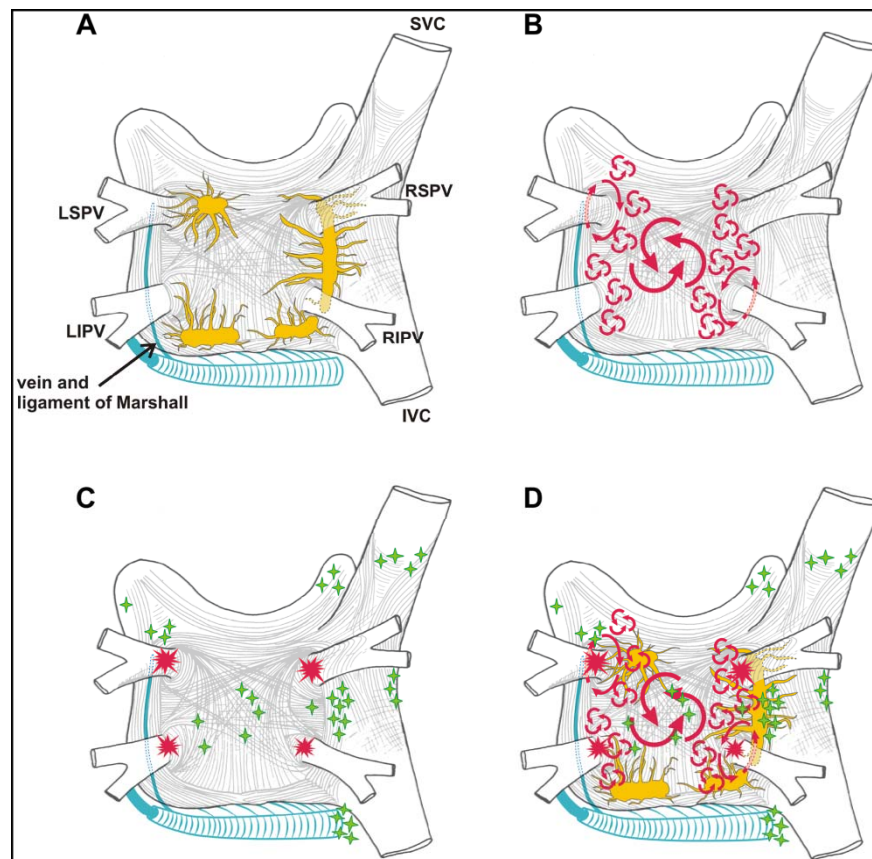 A
SVC
B
LSPV
RSPV
LIPV
RIPV
vein and
ligament of Marshall
IVC
C
D